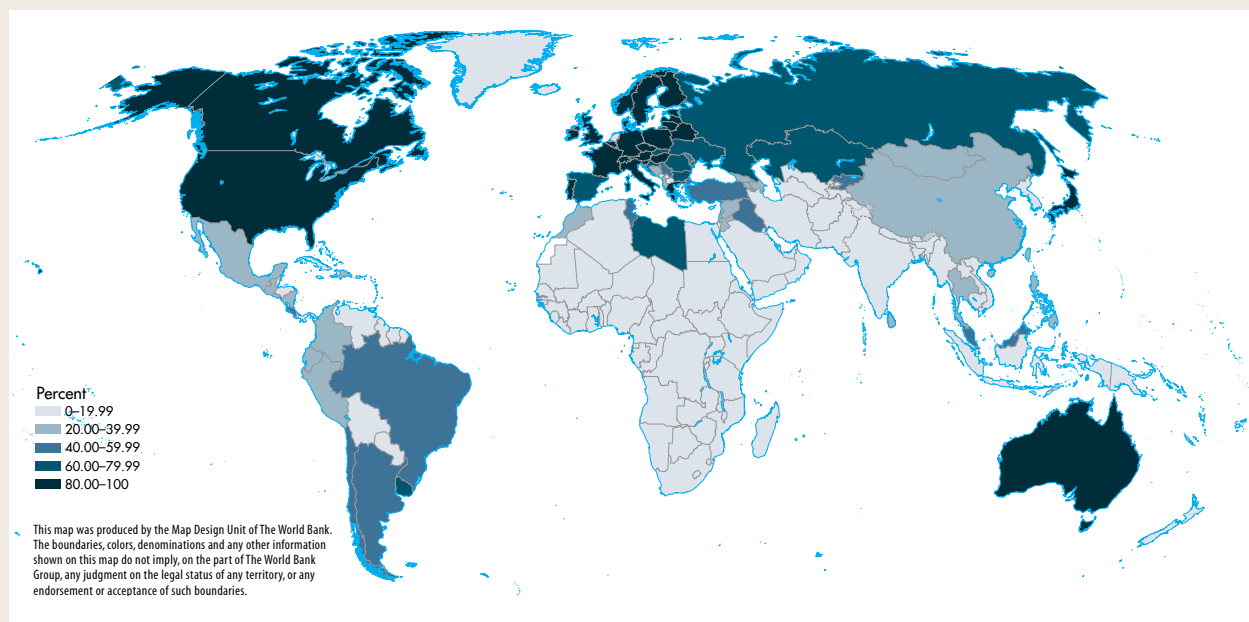 Percent
0–19.99
20.00–39.99
40.00–59.99
60.00–79.99
80.00–100
This map was produced by the Map Design Unit of The World Bank.
The boundaries, colors, denominations and any other information
shown on this map do not imply, on the part of The World Bank
Group, any judgment on the legal status of any territory, or any
endorsement or acceptance of such boundaries.